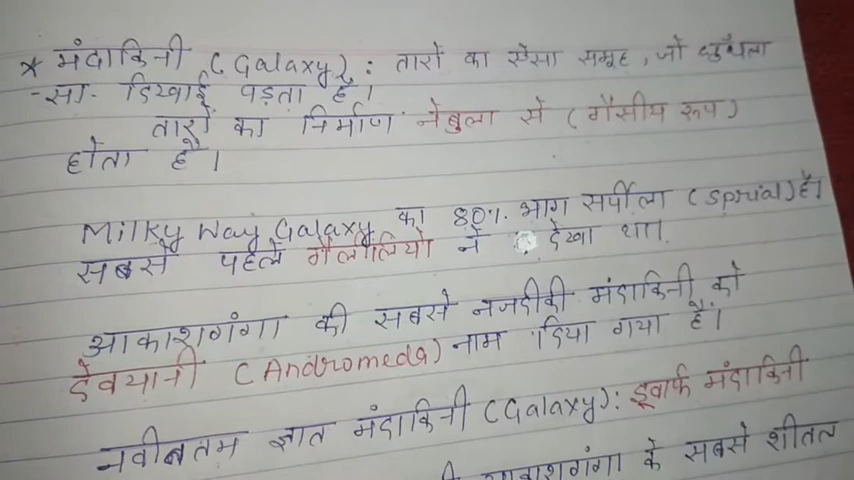 * मंदाकिनी (Galaxy) : तारों का ऐसा समूह, जो धुँधला
-सा- दिखाई पड़ता है।
तारों का निर्माण नेबुला से (गैसीय रूप)
होता है।
Milky Way Galaxy का 80% भाग सर्पीला (sprial) है।
सबसे पहले गैलीलियो ने देखा था।
आकाशगंगा की सबसे नजदीकी मंदाकिनी को
देवयानी (Andromeda) नाम दिया गया है।
नवीनतम ज्ञात मंदाकिनी (Galaxy): ड्वार्फ मंदाकिनी
आकाशगंगा के सबसे शीतल